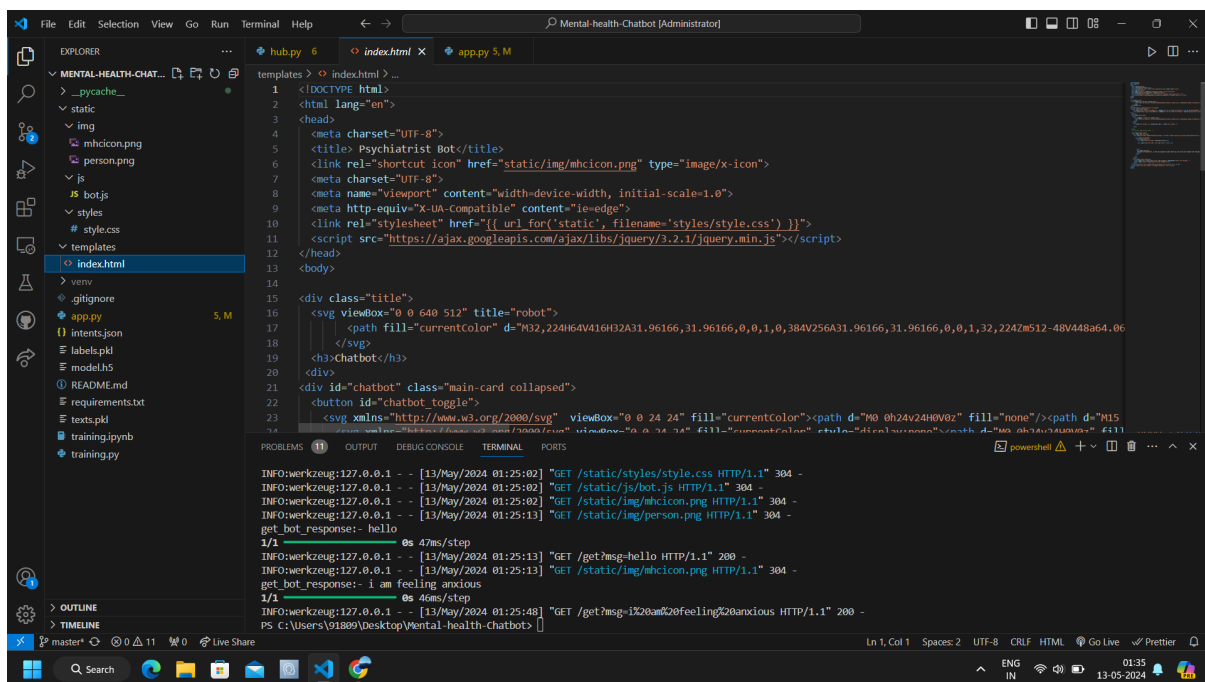 File Edit Selection View Go Run Terminal Help
Mental-health-Chatbot [Administrator]
EXPLORER
MENTAL-HEALTH-CHAT...
> __pycache__
static
img
mhcicon.png
person.png
js
JS bot.js
styles
# style.css
templates
<> index.html
> venv
.gitignore
app.py 5, M
{} intents.json
labels.pkl
model.h5
README.md
requirements.txt
texts.pkl
training.ipynb
training.py
> OUTLINE
> TIMELINE
hub.py 6 <> index.html app.py 5, M
templates > <> index.html > ...
1 <!DOCTYPE html>
2 <html lang="en">
3 <head>
4 <meta charset="UTF-8">
5 <title> Psychiatrist Bot</title>
6 <link rel="shortcut icon" href="static/img/mhcicon.png" type="image/x-icon">
7 <meta charset="UTF-8">
8 <meta name="viewport" content="width=device-width, initial-scale=1.0">
9 <meta http-equiv="X-UA-Compatible" content="ie=edge">
10 <link rel="stylesheet" href="{{ url_for('static', filename='styles/style.css') }}">
11 <script src="https://ajax.googleapis.com/ajax/libs/jquery/3.2.1/jquery.min.js"></script>
12 </head>
13 <body>
14
15 <div class="title">
16 <svg viewBox="0 0 640 512" title="robot">
17 <path fill="currentColor" d="M32,224H64V416H32A31.96166,31.96166,0,0,1,0,384V256A31.96166,31.96166,0,0,1,32,224Zm512-48V448a64.06
18 </svg>
19 <h3>Chatbot</h3>
20 <div>
21 <div id="chatbot" class="main-card collapsed">
22 <button id="chatbot_toggle">
23 <svg xmlns="http://www.w3.org/2000/svg" viewBox="0 0 24 24" fill="currentColor"><path d="M0 0h24v24H0V0z" fill="none"/><path d="M15
PROBLEMS 11 OUTPUT DEBUG CONSOLE TERMINAL PORTS
powershell
INFO:werkzeug:127.0.0.1 - - [13/May/2024 01:25:02] "GET /static/styles/style.css HTTP/1.1" 304 -
INFO:werkzeug:127.0.0.1 - - [13/May/2024 01:25:02] "GET /static/js/bot.js HTTP/1.1" 304 -
INFO:werkzeug:127.0.0.1 - - [13/May/2024 01:25:02] "GET /static/img/mhcicon.png HTTP/1.1" 304 -
INFO:werkzeug:127.0.0.1 - - [13/May/2024 01:25:13] "GET /static/img/person.png HTTP/1.1" 304 -
get_bot_response:- hello
1/1 0s 47ms/step
INFO:werkzeug:127.0.0.1 - - [13/May/2024 01:25:13] "GET /get?msg=hello HTTP/1.1" 200 -
INFO:werkzeug:127.0.0.1 - - [13/May/2024 01:25:13] "GET /static/img/mhcicon.png HTTP/1.1" 304 -
get_bot_response:- i am feeling anxious
1/1 0s 46ms/step
INFO:werkzeug:127.0.0.1 - - [13/May/2024 01:25:48] "GET /get?msg=i%20am%20feeling%20anxious HTTP/1.1" 200 -
PS C:\Users\91809\Desktop\Mental-health-Chatbot>
master* 0 11 0 Live Share
Ln 1, Col 1 Spaces: 2 UTF-8 CRLF HTML Go Live Prettier
Search
ENG
IN
01:35
13-05-2024